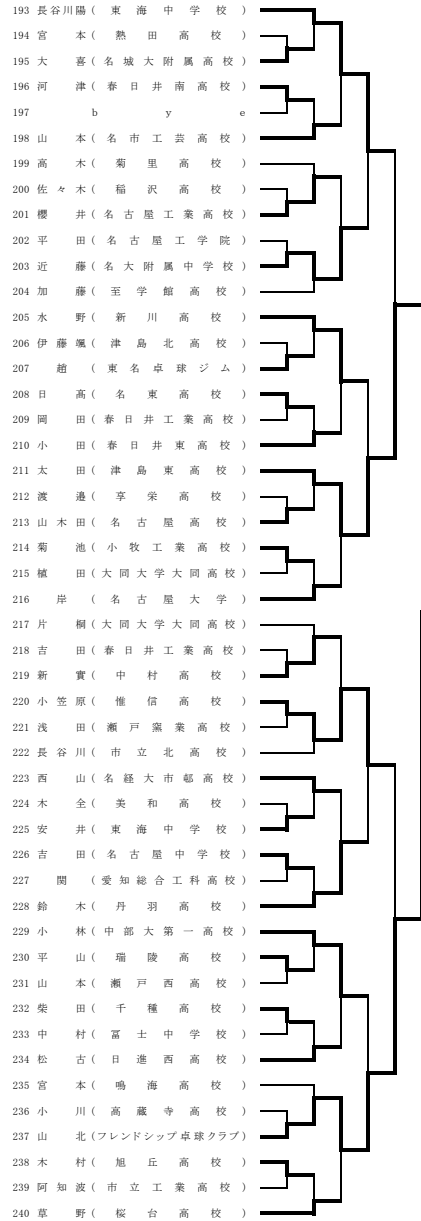 193 長谷川陽 ( 東海中学校 )
194 宮本 ( 熱田高校 )
195 大喜 ( 名城大附属高校 )
196 河津 ( 春日井南高校 )
197 bye
198 山本 ( 名市工芸高校 )
199 高木 ( 菊里高校 )
200 佐々木 ( 稲沢高校 )
201 櫻井 ( 名古屋工業高校 )
202 平田 ( 名古屋工学院 )
203 近藤 ( 名大附属中学校 )
204 加藤 ( 至学館高校 )
205 水野 ( 新川高校 )
206 伊藤颯 ( 津島北高校 )
207 趙 ( 東名卓球ジム )
208 日髙 ( 名東高校 )
209 岡田 ( 春日井工業高校 )
210 小田 ( 春日井東高校 )
211 太田 ( 津島東高校 )
212 渡邉 ( 享栄高校 )
213 山木田 ( 名古屋高校 )
214 菊池 ( 小牧工業高校 )
215 植田 ( 大同大学大同高校 )
216 岸 ( 名古屋大学 )
217 片桐 ( 大同大学大同高校 )
218 吉田 ( 春日井工業高校 )
219 新實 ( 中村高校 )
220 小笠原 ( 惟信高校 )
221 浅田 ( 瀬戸窯業高校 )
222 長谷川 ( 市立北高校 )
223 西山 ( 名経大市邨高校 )
224 木全 ( 美和高校 )
225 安井 ( 東海中学校 )
226 吉田 ( 名古屋中学校 )
227 関 ( 愛知総合工科高校 )
228 鈴木 ( 丹羽高校 )
229 小林 ( 中部大第一高校 )
230 平山 ( 瑞陵高校 )
231 山本 ( 瀬戸西高校 )
232 柴田 ( 千種高校 )
233 中村 ( 冨士中学校 )
234 松古 ( 日進西高校 )
235 宮本 ( 鳴海高校 )
236 小川 ( 高蔵寺高校 )
237 山北 ( フレンドシップ卓球クラブ )
238 木村 ( 旭丘高校 )
239 阿知波 ( 市立工業高校 )
240 草野 ( 桜台高校 )